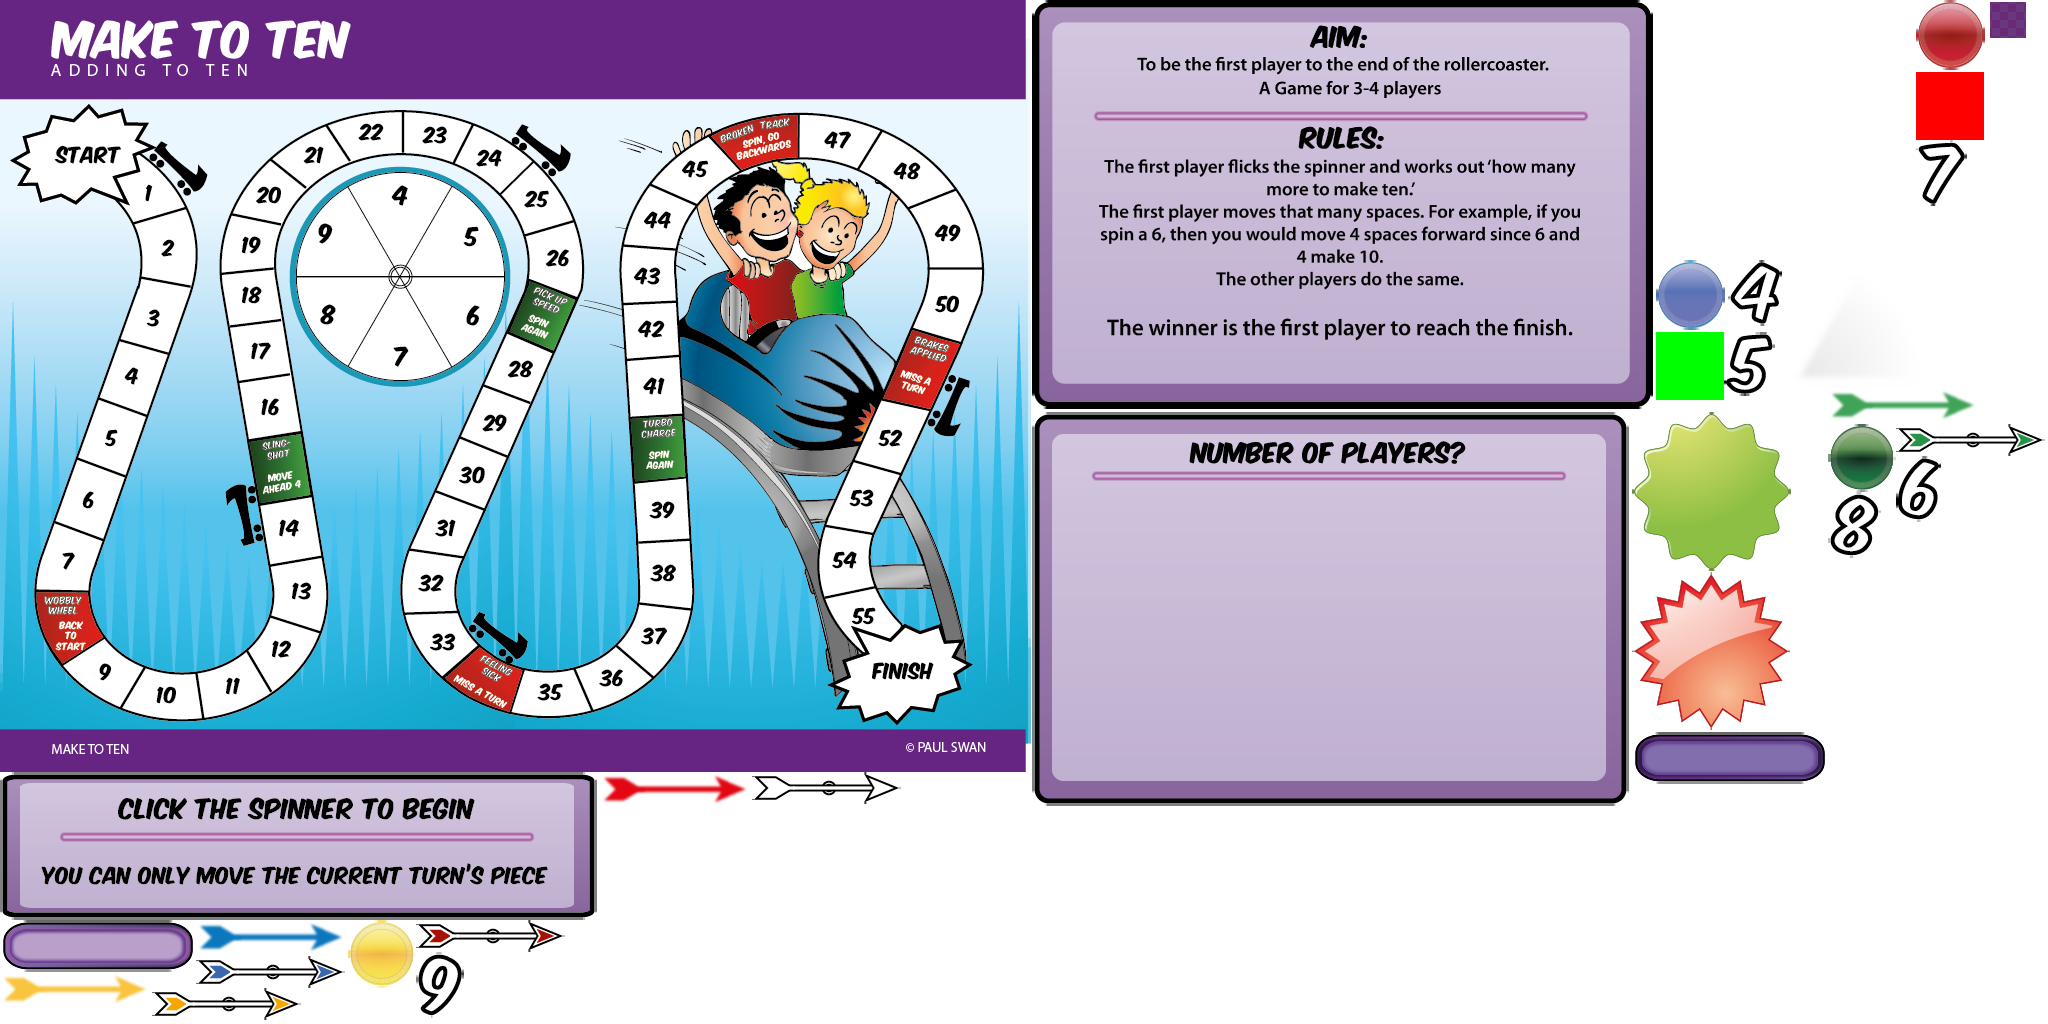 MAKE TO TEN
ADDING TO TEN
START
1
2
3
4
5
6
7
WOBBLY
WHEEL
BACK
TO
START
9
10
11
12
13
14
SLING-
SHOT
MOVE
AHEAD 4
16
17
18
19
20
21
22
23
24
25
26
PICK UP
SPEED
SPIN
AGAIN
28
29
30
31
32
33
FEELING
SICK
MISS A TURN
35
36
37
38
39
TURBO
CHARGE
SPIN
AGAIN
41
42
43
44
45
BROKEN TRACK
SPIN, GO
BACKWARDS
47
48
49
50
BRAKES
APPLIED
MISS A
TURN
52
53
54
55
FINISH
4
5
6
7
8
9
MAKE TO TEN
© PAUL SWAN
AIM:
To be the first player to the end of the rollercoaster.
A Game for 3-4 players
RULES:
The first player flicks the spinner and works out ‘how many
more to make ten.’
The first player moves that many spaces. For example, if you
spin a 6, then you would move 4 spaces forward since 6 and
4 make 10.
The other players do the same.
The winner is the first player to reach the finish.
NUMBER OF PLAYERS?
7
4
5
6
8
CLICK THE SPINNER TO BEGIN
YOU CAN ONLY MOVE THE CURRENT TURN'S PIECE
9